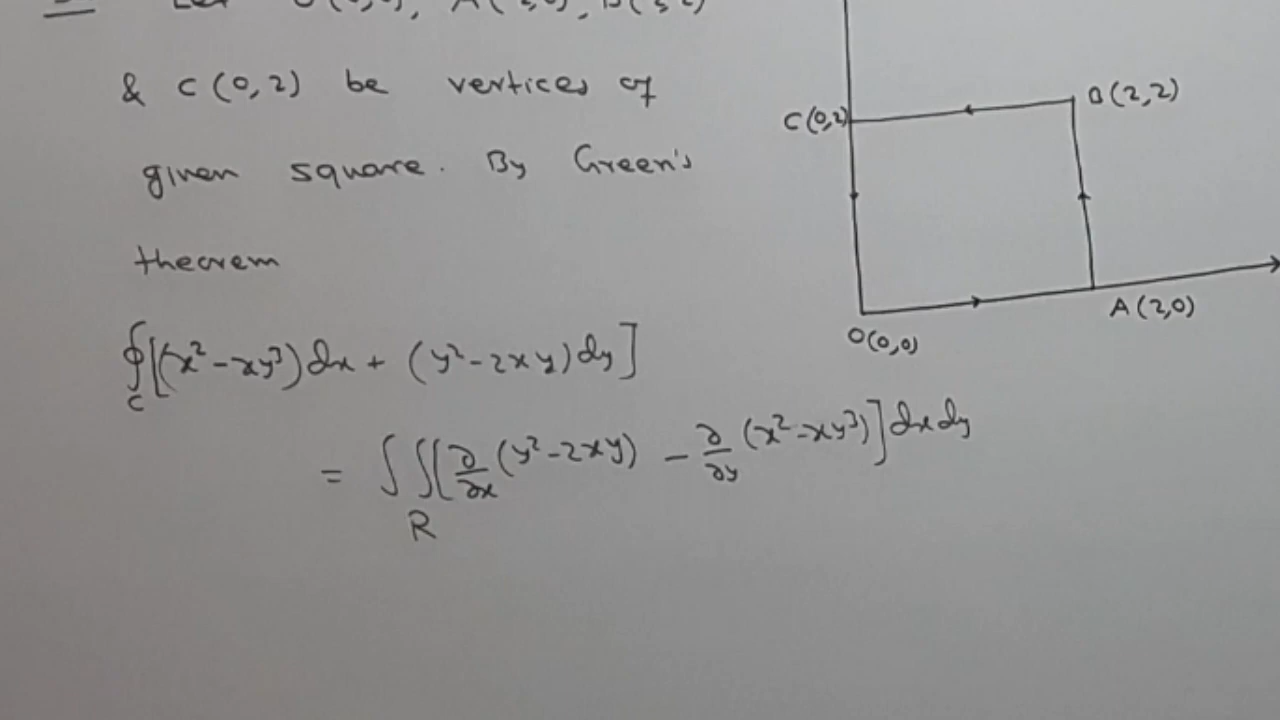 & C(0,2) be vertices of
given square. By Green's
theorem
∮_C [(x² - xy³) dx + (y² - 2xy) dy]
= ∫∫_R [∂/∂x (y² - 2xy) - ∂/∂y (x² - xy³)] dx dy
C(0,2)
B(2,2)
O(0,0)
A(2,0)